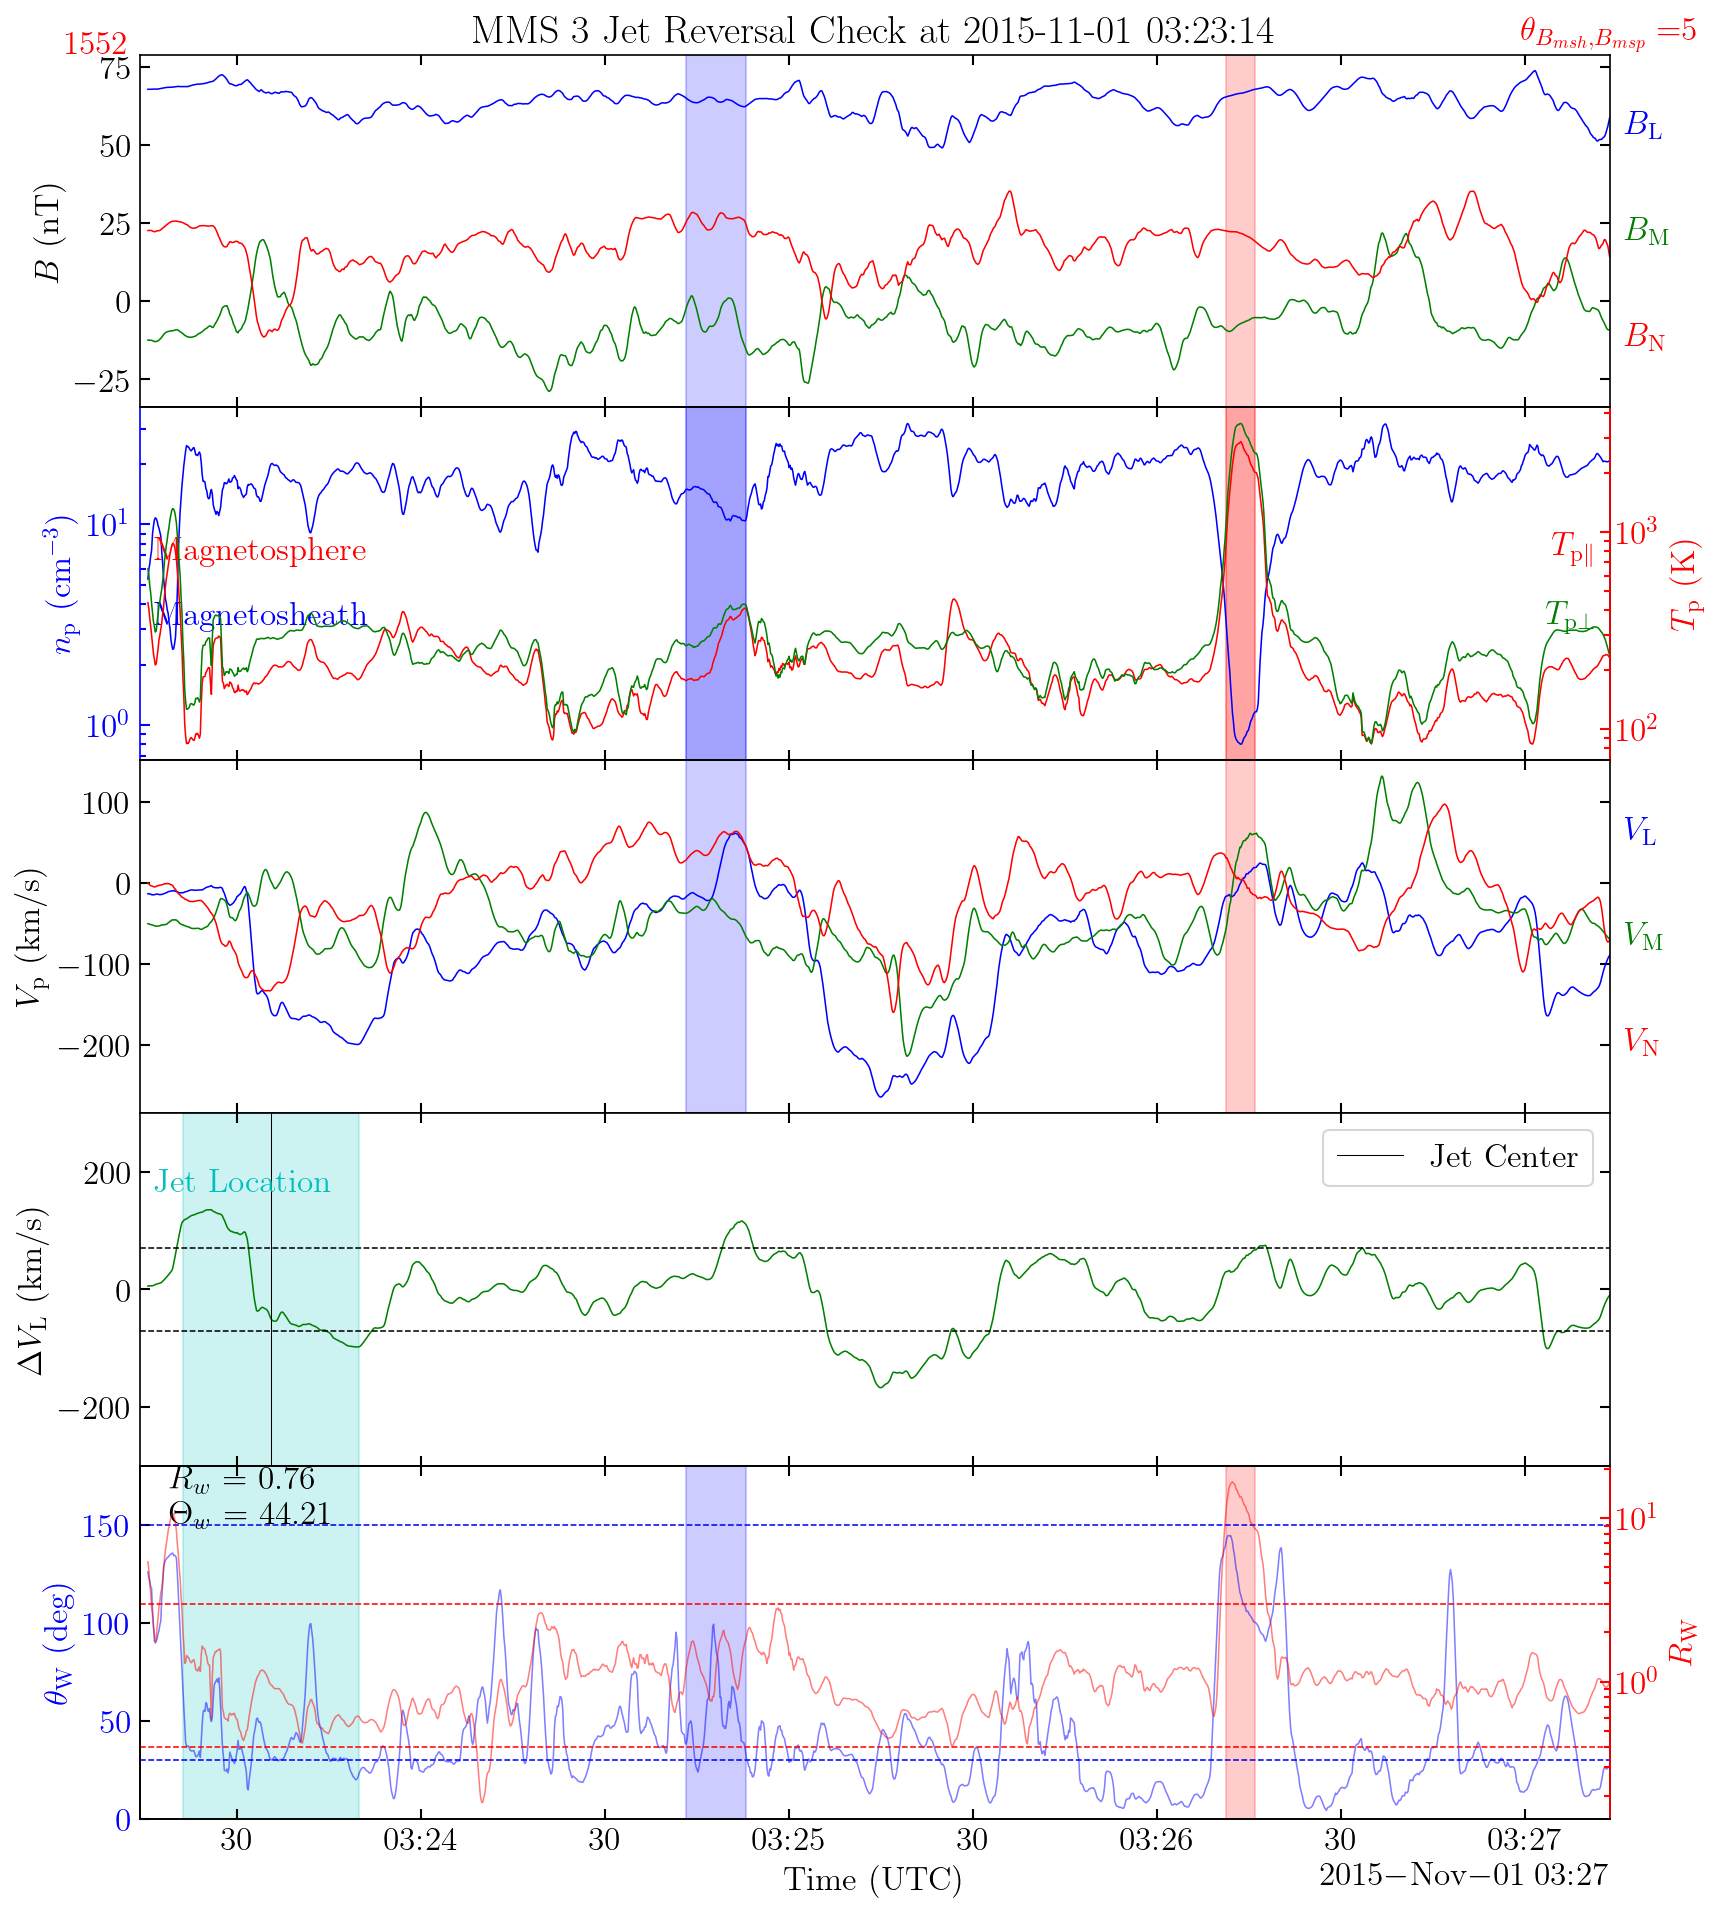 MMS 3 Jet Reversal Check at 2015-11-01 03:23:14
1552
θ_{B_{msh},B_{msp}} =5
75
50
25
0
−25
B (nT)
B_L
B_M
B_N
10^1
10^0
n_p (cm^{−3})
Magnetosphere
Magnetosheath
T_{p∥}
T_{p⊥}
10^3
10^2
T_p (K)
100
0
−100
−200
V_p (km/s)
V_L
V_M
V_N
200
0
−200
ΔV_L (km/s)
Jet Location
Jet Center
R_w = 0.76
Θ_w = 44.21
150
100
50
0
θ_W (deg)
10^1
10^0
R_W
30 03:24 30 03:25 30 03:26 30 03:27
Time (UTC)
2015−Nov−01 03:27